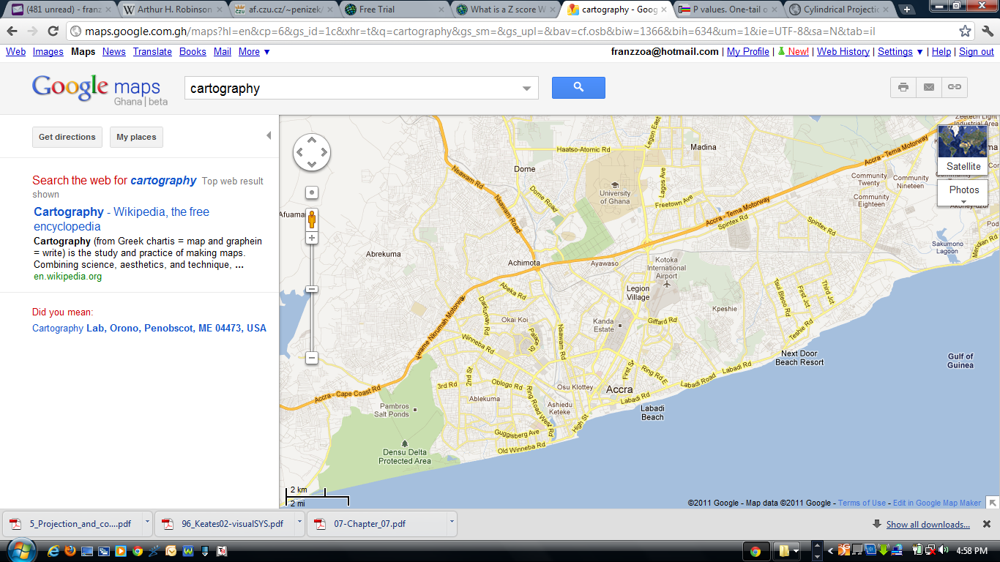 (481 unread) - franz
Arthur H. Robinson
af.czu.cz/~penizek/
Free Trial
What is a Z score W
cartography - Goog
P values. One-tail o
Cylindrical Projectio
maps.google.com.gh/maps?hl=en&cp=6&gs_id=1c&xhr=t&q=cartography&gs_sm=&gs_upl=&bav=cf.osb&biw=1366&bih=634&um=1&ie=UTF-8&sa=N&tab=il
Web Images Maps News Translate Books Mail More ▼
franzzoa@hotmail.com | My Profile | New! | Web History | Settings ▼ | Help | Sign out
Google maps
Ghana | beta
cartography
Get directions
My places
Search the web for cartography Top web result
shown
Cartography - Wikipedia, the free
encyclopedia
Cartography (from Greek chartis = map and graphein
= write) is the study and practice of making maps.
Combining science, aesthetics, and technique, ...
en.wikipedia.org
Did you mean:
Cartography Lab, Orono, Penobscot, ME 04473, USA
Zeetech Light
Industrial Area
Legon East
Madina
Haatso-Atomic Rd
Accra - Tema Motorway
Satellite
Photos
Nsawam Rd
Dome
University
of Ghana
Lagos Ave
Community
Twenty
Community
Nineteen
Dome Road
Freetown Ave
Community
Eighteen
Nsawam Road
Accra - Tema Motorway
Spintex Rd
Spintex Rd
Afuaman
Sakumono
Lagoon
Meridian Rd
Abrekuma
Achimota
Ayawaso
Kotoka
International
Airport
Legion
Village
Abeka Rd
Tsui Bleoo Rd
First Jct
Third Jct
Kwame Nkrumah Motorway
Darkuman Rd
Okai Koi
Kanda
Estate
Giffard Rd
Kpeshie
Nsawam Rd
Palace St
Winneba Rd
Teshie Rd
Next Door
Beach Resort
Gulf of
Guinea
2nd St
First St
Ring Rd E
Labadi Rd
Labadi Road
3rd Rd
Oblogo Rd
Osu Klottey
Accra
Accra - Cape Coast Rd
Ablekuma
Ring Road West Rd
Ashiedu
Keteke
Labadi Rd
Labadi
Beach
Pambros
Salt Ponds
High St
Guggisberg Ave
Old Winneba Rd
Densu Delta
Protected Area
2 km
2 mi
©2011 Google - Map data ©2011 Google - Terms of Use - Edit in Google Map Maker
5_Projection_and_co....pdf
96_Keates02-visualSYS.pdf
07-Chapter_07.pdf
Show all downloads...
4:58 PM